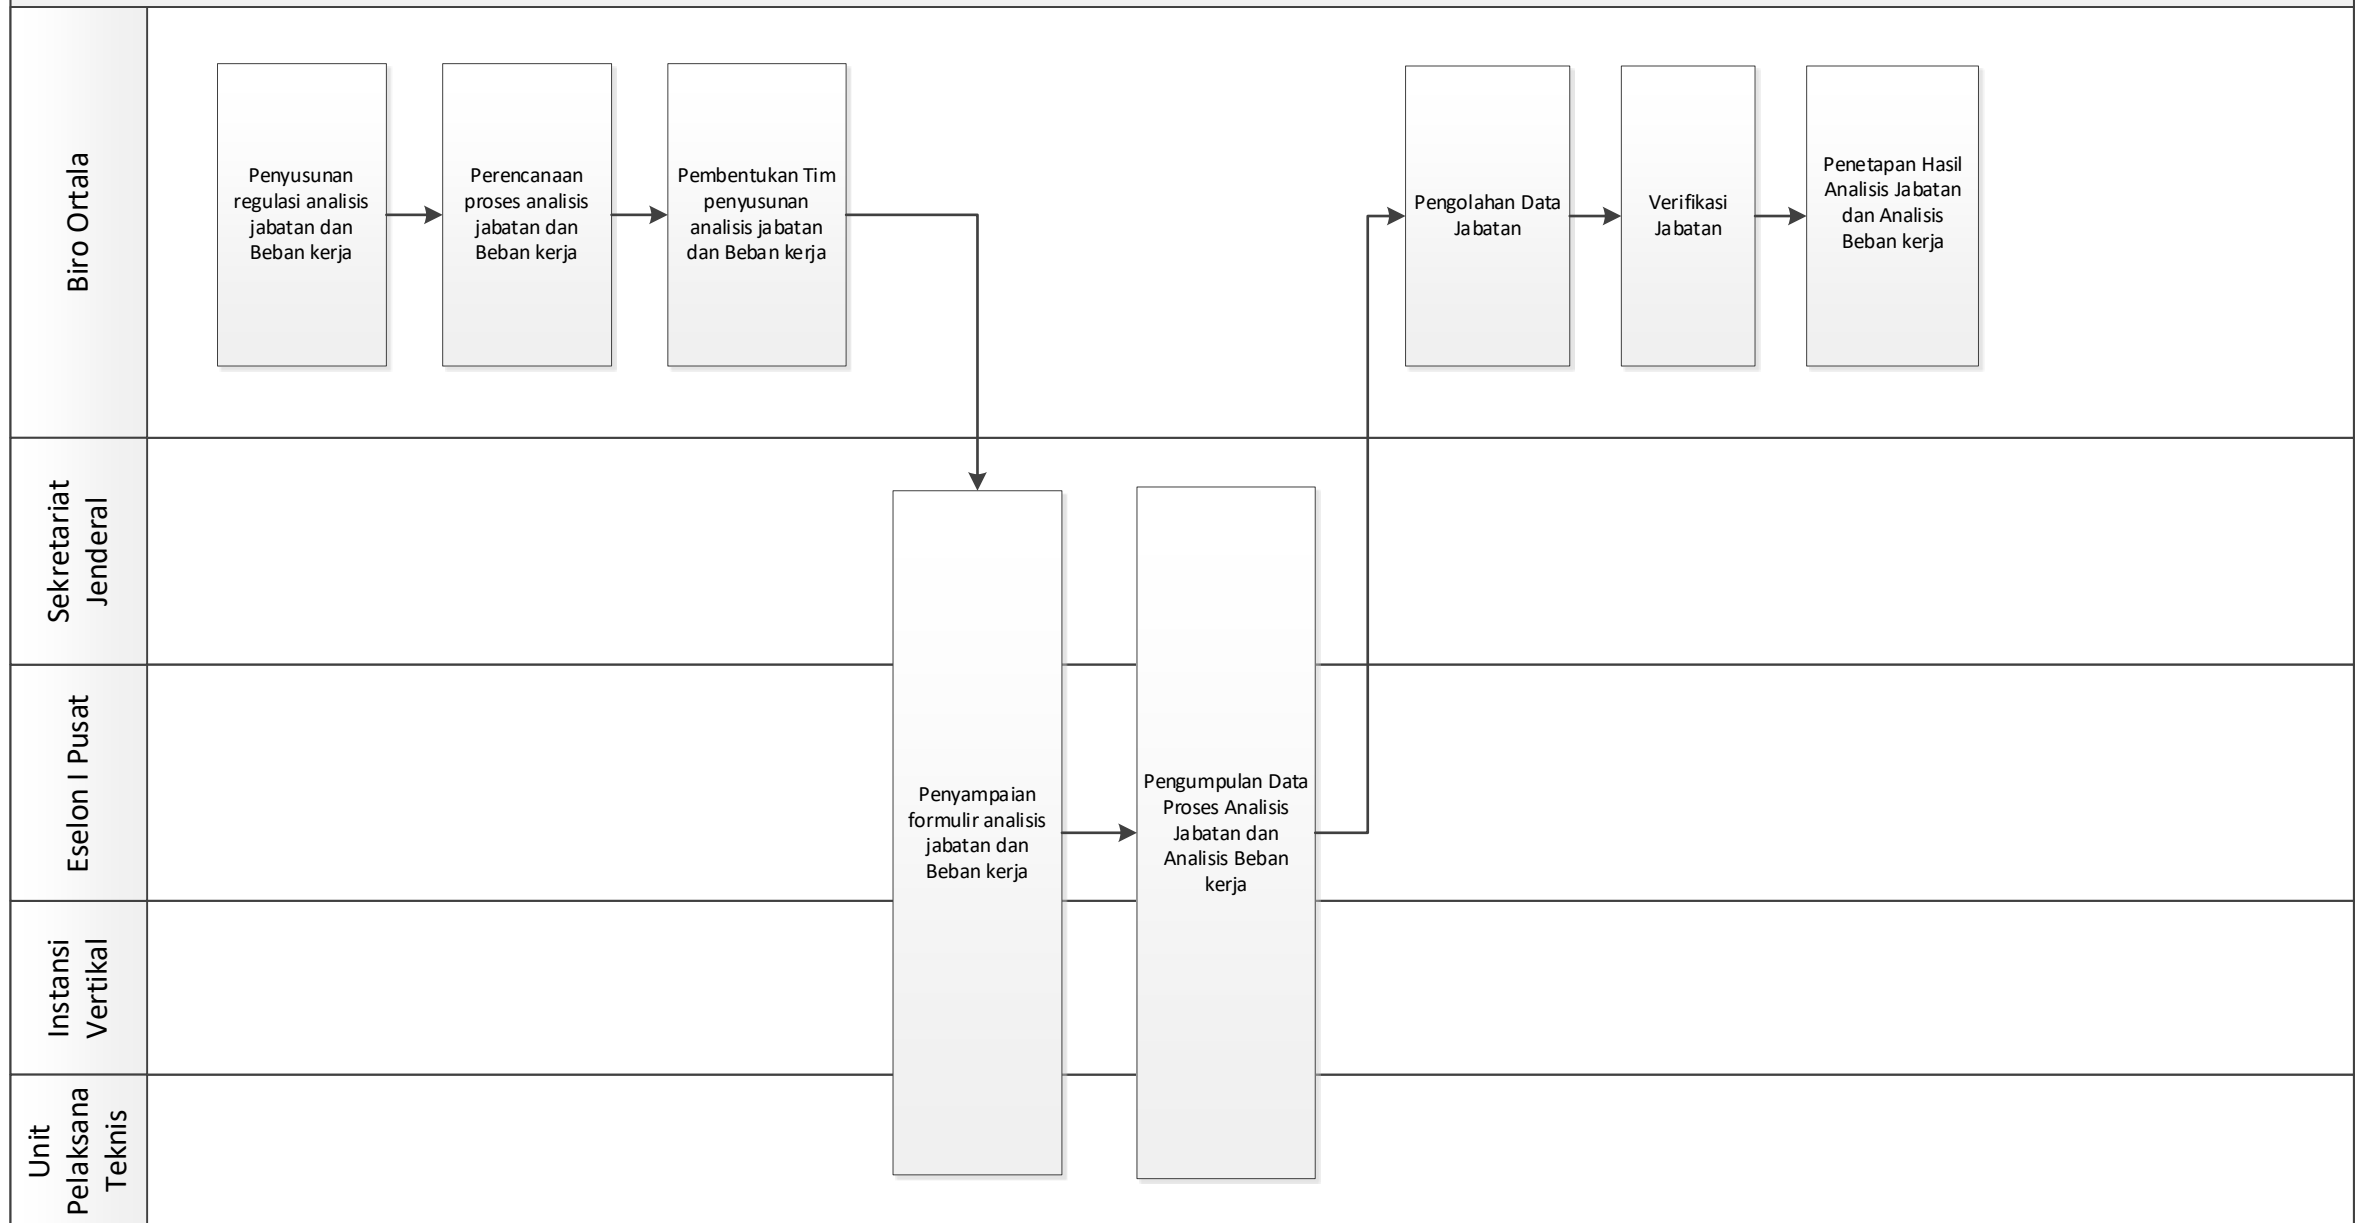 Biro Ortala
Penyusunan
regulasi analisis
jabatan dan
Beban kerja
Perencanaan
proses analisis
jabatan dan
Beban kerja
Pembentukan Tim
penyusunan
analisis jabatan
dan Beban kerja
Pengolahan Data
Jabatan
Verifikasi
Jabatan
Penetapan Hasil
Analisis Jabatan
dan Analisis
Beban kerja
Sekretariat
Jenderal
Eselon I Pusat
Penyampaian
formulir analisis
jabatan dan
Beban kerja
Pengumpulan Data
Proses Analisis
Jabatan dan
Analisis Beban
kerja
Instansi
Vertikal
Unit
Pelaksana
Teknis